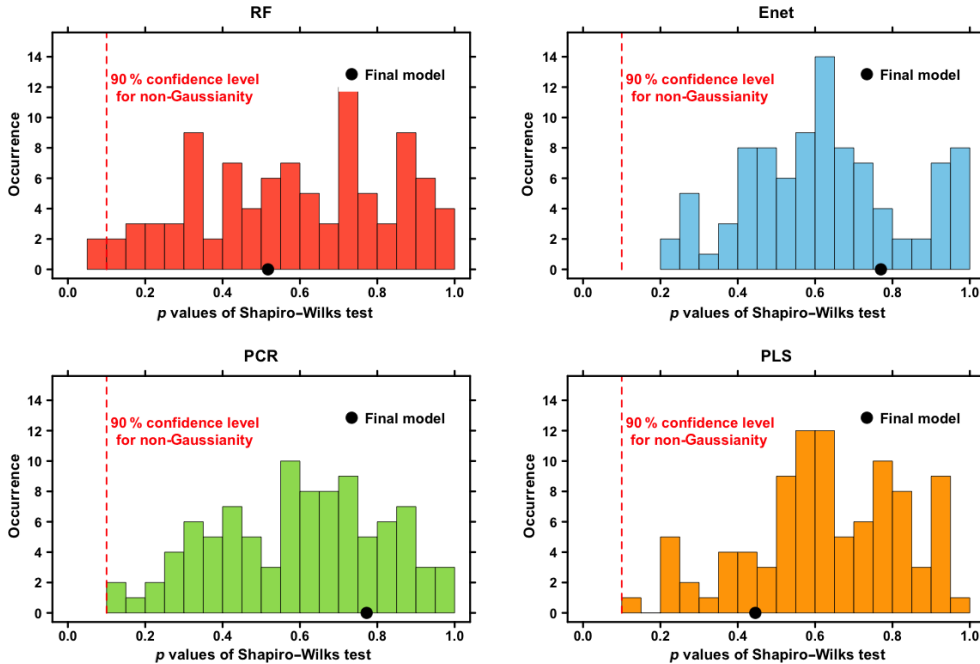 RF
14
12
10
8
6
4
2
0
Occurrence
90 % confidence level
for non-Gaussianity
Final model
0.0 0.2 0.4 0.6 0.8 1.0
p values of Shapiro–Wilks test
Enet
14
12
10
8
6
4
2
0
Occurrence
90 % confidence level
for non-Gaussianity
Final model
0.0 0.2 0.4 0.6 0.8 1.0
p values of Shapiro–Wilks test
PCR
14
12
10
8
6
4
2
0
Occurrence
90 % confidence level
for non-Gaussianity
Final model
0.0 0.2 0.4 0.6 0.8 1.0
p values of Shapiro–Wilks test
PLS
14
12
10
8
6
4
2
0
Occurrence
90 % confidence level
for non-Gaussianity
Final model
0.0 0.2 0.4 0.6 0.8 1.0
p values of Shapiro–Wilks test